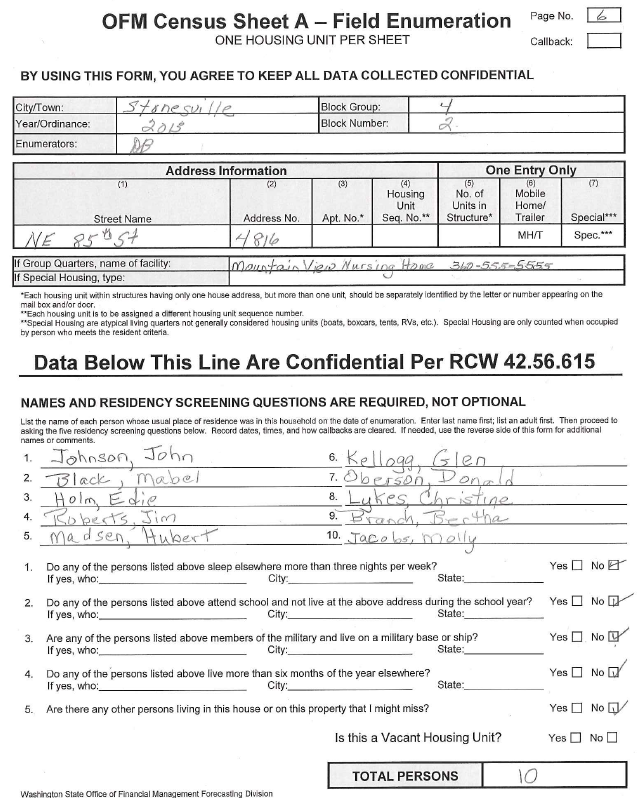 OFM Census Sheet A – Field Enumeration
ONE HOUSING UNIT PER SHEET
Page No. 6
Callback:
BY USING THIS FORM, YOU AGREE TO KEEP ALL DATA COLLECTED CONFIDENTIAL
City/Town: Stonesville Block Group: 4
Year/Ordinance: 2013 Block Number: 2
Enumerators: DB
Address Information One Entry Only
(1) (2) (3) (4) (5) (6) (7)
Street Name Address No. Apt. No.* Housing Unit Seq. No.** No. of Units in Structure* Mobile Home/ Trailer Special***
NE 85th St 4816 MH/T Spec.***
If Group Quarters, name of facility: Mountain View Nursing Home 360-555-5555
If Special Housing, type:
*Each housing unit within structures having only one house address, but more than one unit, should be separately identified by the letter or number appearing on the
mail box and/or door.
**Each housing unit is to be assigned a different housing unit sequence number.
**Special Housing are atypical living quarters not generally considered housing units (boats, boxcars, tents, RVs, etc.). Special Housing is only counted when occupied
by person who meets the resident criteria.
Data Below This Line Are Confidential Per RCW 42.56.615
NAMES AND RESIDENCY SCREENING QUESTIONS ARE REQUIRED, NOT OPTIONAL
List the name of each person whose usual place of residence was in this household on the date of enumeration. Enter last name first; list an adult first. Then proceed to
asking the five residency screening questions below. Record dates, times, and how callbacks are cleared. If needed, use the reverse side of this form for additional
names or comments.
1. Johnson, John 6. Kellogg, Glen
2. Black, Mabel 7. Oberson, Donald
3. Holm, Edie 8. Lykes, Christine
4. Roberts, Jim 9. Branch, Bertha
5. Madsen, Hubert 10. Jacobs, Molly
1. Do any of the persons listed above sleep elsewhere more than three nights per week? Yes No
If yes, who: City: State:
2. Do any of the persons listed above attend school and not live at the above address during the school year? Yes No
If yes, who: City: State:
3. Are any of the persons listed above members of the military and live on a military base or ship? Yes No
If yes, who: City: State:
4. Do any of the persons listed above live more than six months of the year elsewhere? Yes No
If yes, who: City: State:
5. Are there any other persons living in this house or on this property that I might miss? Yes No
Is this a Vacant Housing Unit? Yes No
TOTAL PERSONS 10
Washington State Office of Financial Management Forecasting Division